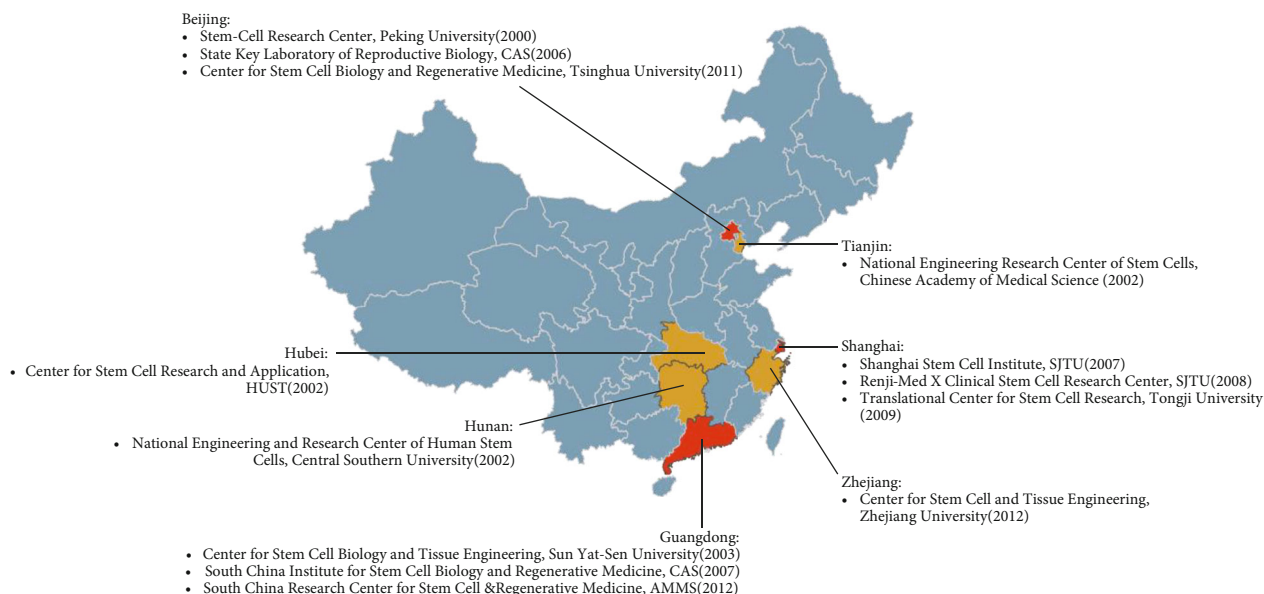 Beijing:
• Stem-Cell Research Center, Peking University(2000)
• State Key Laboratory of Reproductive Biology, CAS(2006)
• Center for Stem Cell Biology and Regenerative Medicine, Tsinghua University(2011)
Tianjin:
• National Engineering Research Center of Stem Cells,
Chinese Academy of Medical Science (2002)
Hubei:
• Center for Stem Cell Research and Application,
HUST(2002)
Shanghai:
• Shanghai Stem Cell Institute, SJTU(2007)
• Renji-Med X Clinical Stem Cell Research Center, SJTU(2008)
• Translational Center for Stem Cell Research, Tongji University
(2009)
Hunan:
• National Engineering and Research Center of Human Stem
Cells, Central Southern University(2002)
Zhejiang:
• Center for Stem Cell and Tissue Engineering,
Zhejiang University(2012)
Guangdong:
• Center for Stem Cell Biology and Tissue Engineering, Sun Yat-Sen University(2003)
• South China Institute for Stem Cell Biology and Regenerative Medicine, CAS(2007)
• South China Research Center for Stem Cell &Regenerative Medicine, AMMS(2012)